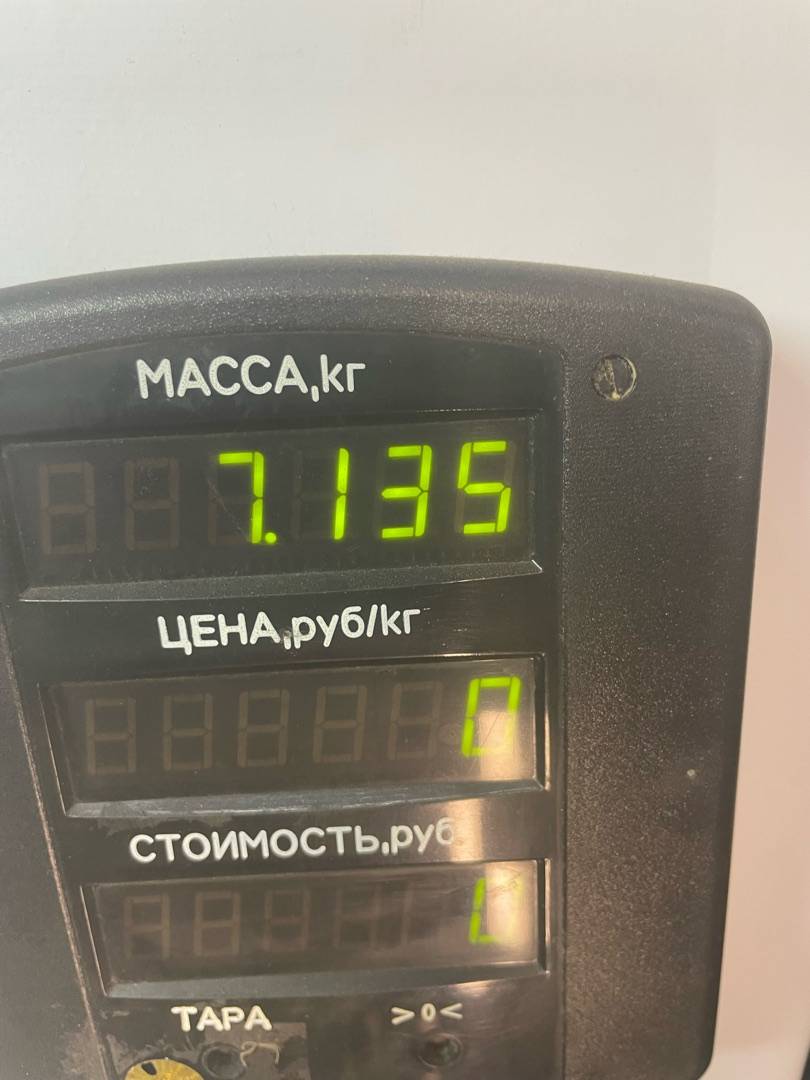 МАССА,кг
7.135
ЦЕНА,руб/кг
0
СТОИМОСТЬ,руб
ТАРА >0<